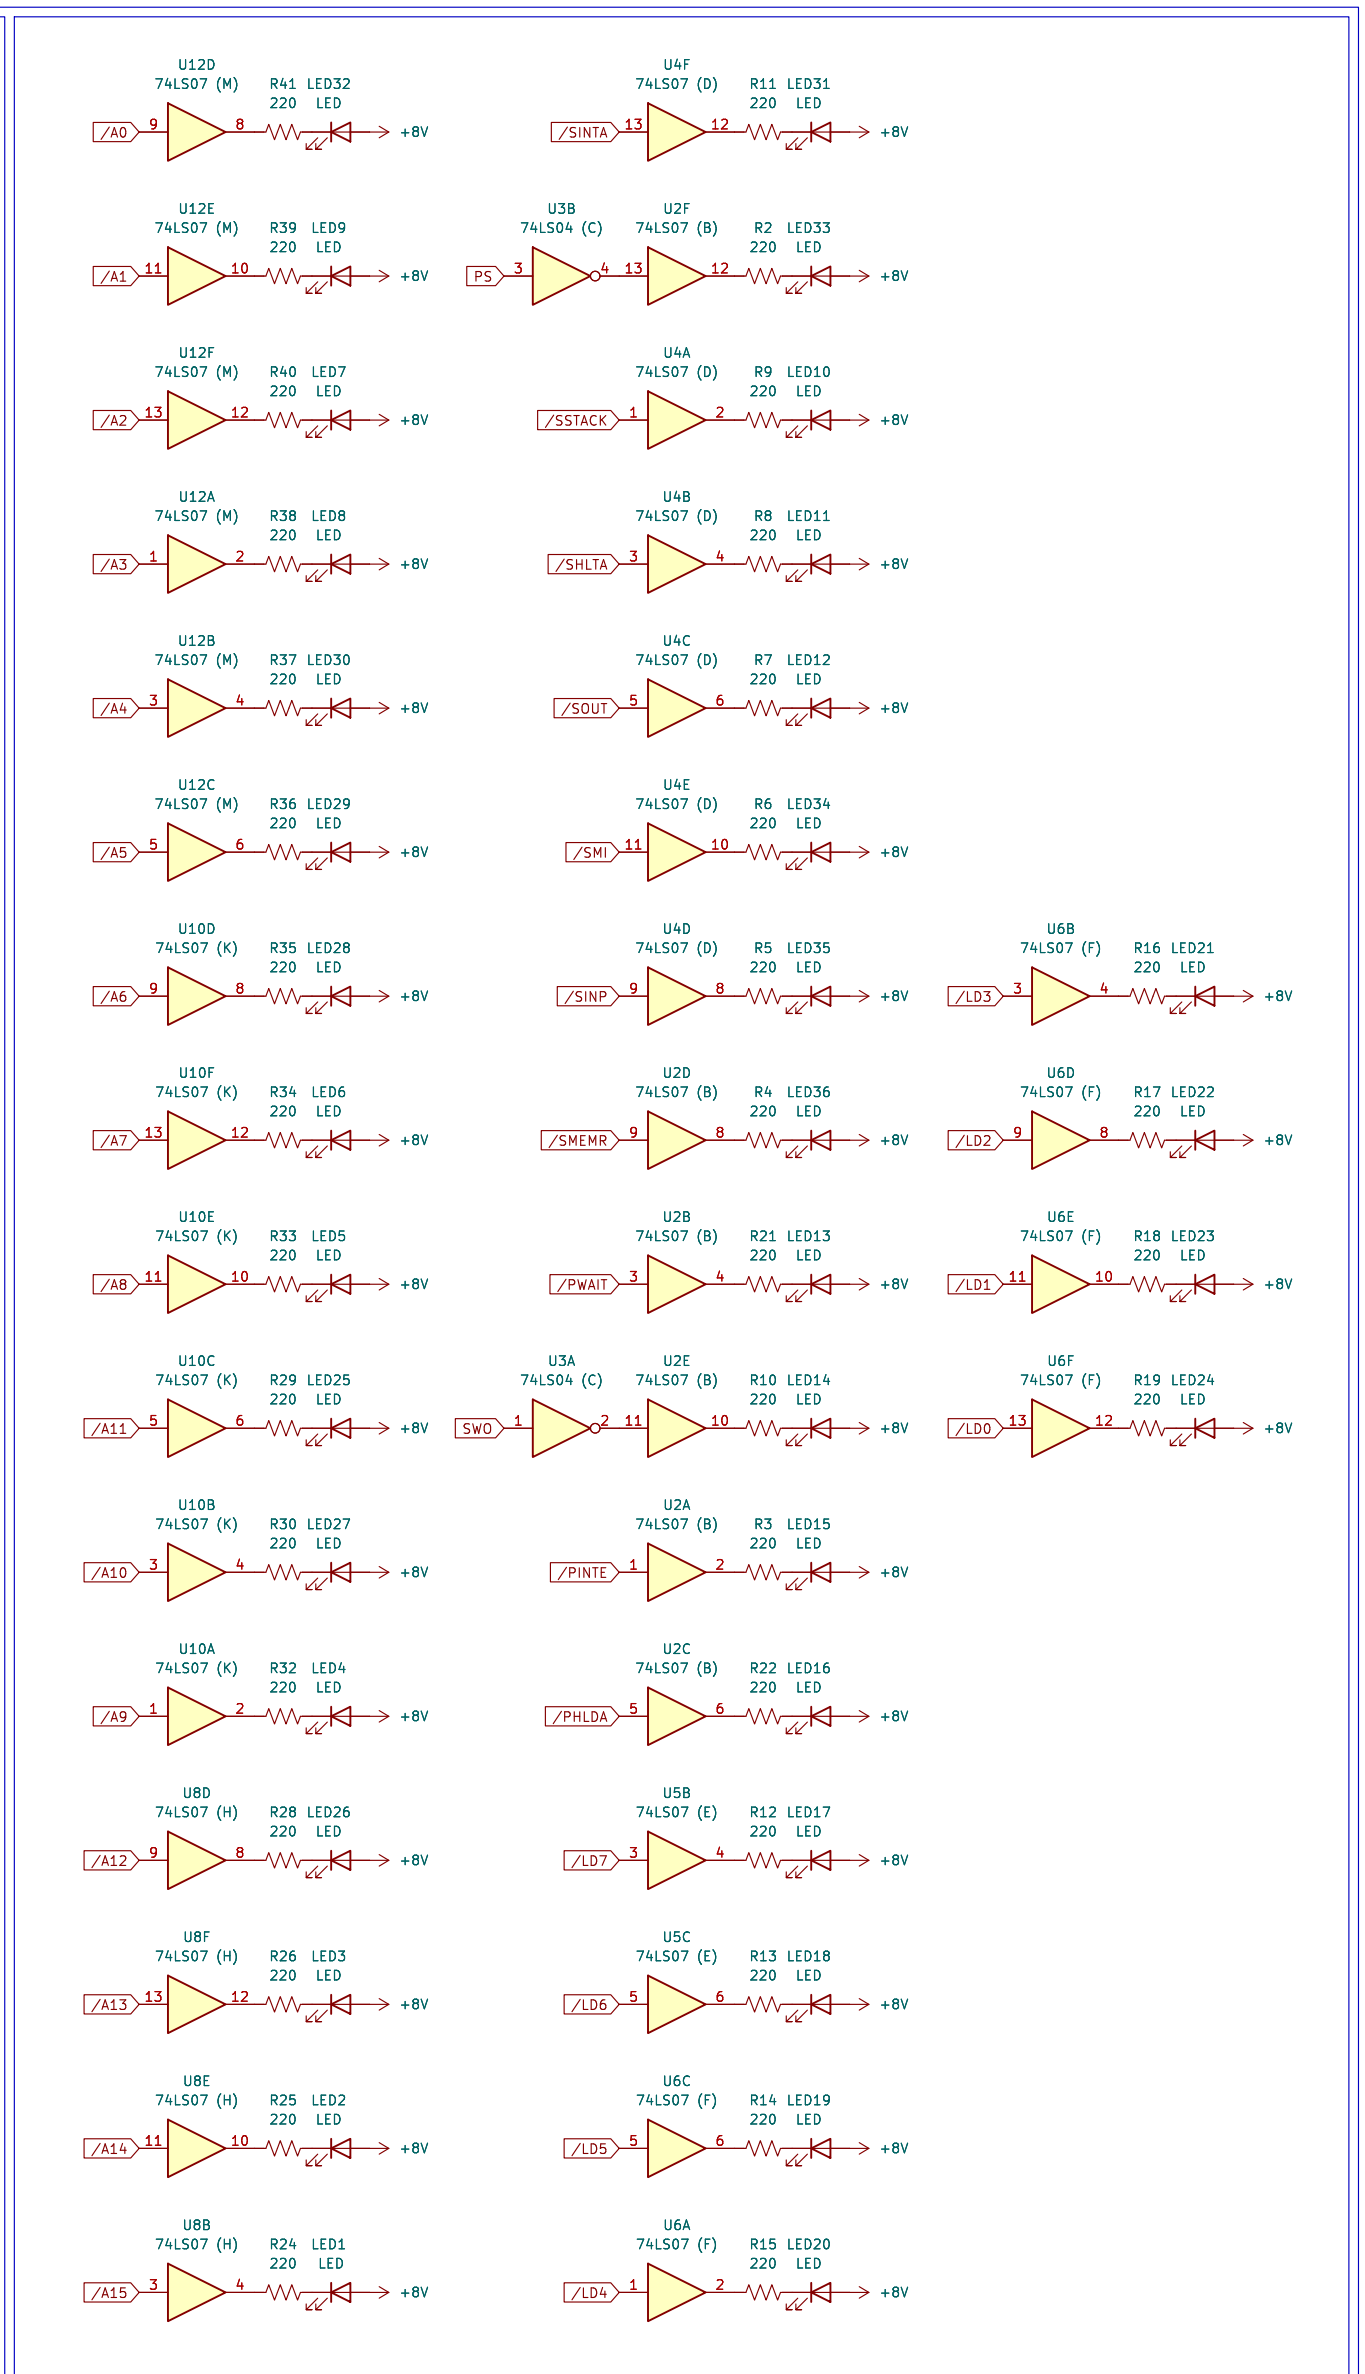 U12D
74LS07 (M)
R41 LED32
220 LED
/A0 9 8 +8V
U4F
74LS07 (D)
R11 LED31
220 LED
/SINTA 13 12 +8V
U12E
74LS07 (M)
R39 LED9
220 LED
/A1 11 10 +8V
U3B
74LS04 (C)
PS 3 4
U2F
74LS07 (B)
R2 LED33
220 LED
13 12 +8V
U12F
74LS07 (M)
R40 LED7
220 LED
/A2 13 12 +8V
U4A
74LS07 (D)
R9 LED10
220 LED
/SSTACK 1 2 +8V
U12A
74LS07 (M)
R38 LED8
220 LED
/A3 1 2 +8V
U4B
74LS07 (D)
R8 LED11
220 LED
/SHLTA 3 4 +8V
U12B
74LS07 (M)
R37 LED30
220 LED
/A4 3 4 +8V
U4C
74LS07 (D)
R7 LED12
220 LED
/SOUT 5 6 +8V
U12C
74LS07 (M)
R36 LED29
220 LED
/A5 5 6 +8V
U4E
74LS07 (D)
R6 LED34
220 LED
/SMI 11 10 +8V
U10D
74LS07 (K)
R35 LED28
220 LED
/A6 9 8 +8V
U4D
74LS07 (D)
R5 LED35
220 LED
/SINP 9 8 +8V
U6B
74LS07 (F)
R16 LED21
220 LED
/LD3 3 4 +8V
U10F
74LS07 (K)
R34 LED6
220 LED
/A7 13 12 +8V
U2D
74LS07 (B)
R4 LED36
220 LED
/SMEMR 9 8 +8V
U6D
74LS07 (F)
R17 LED22
220 LED
/LD2 9 8 +8V
U10E
74LS07 (K)
R33 LED5
220 LED
/A8 11 10 +8V
U2B
74LS07 (B)
R21 LED13
220 LED
/PWAIT 3 4 +8V
U6E
74LS07 (F)
R18 LED23
220 LED
/LD1 11 10 +8V
U10C
74LS07 (K)
R29 LED25
220 LED
/A11 5 6 +8V
U3A
74LS04 (C)
SWO 1 2
U2E
74LS07 (B)
R10 LED14
220 LED
11 10 +8V
U6F
74LS07 (F)
R19 LED24
220 LED
/LD0 13 12 +8V
U10B
74LS07 (K)
R30 LED27
220 LED
/A10 3 4 +8V
U2A
74LS07 (B)
R3 LED15
220 LED
/PINTE 1 2 +8V
U10A
74LS07 (K)
R32 LED4
220 LED
/A9 1 2 +8V
U2C
74LS07 (B)
R22 LED16
220 LED
/PHLDA 5 6 +8V
U8D
74LS07 (H)
R28 LED26
220 LED
/A12 9 8 +8V
U5B
74LS07 (E)
R12 LED17
220 LED
/LD7 3 4 +8V
U8F
74LS07 (H)
R26 LED3
220 LED
/A13 13 12 +8V
U5C
74LS07 (E)
R13 LED18
220 LED
/LD6 5 6 +8V
U8E
74LS07 (H)
R25 LED2
220 LED
/A14 11 10 +8V
U6C
74LS07 (F)
R14 LED19
220 LED
/LD5 5 6 +8V
U8B
74LS07 (H)
R24 LED1
220 LED
/A15 3 4 +8V
U6A
74LS07 (F)
R15 LED20
220 LED
/LD4 1 2 +8V